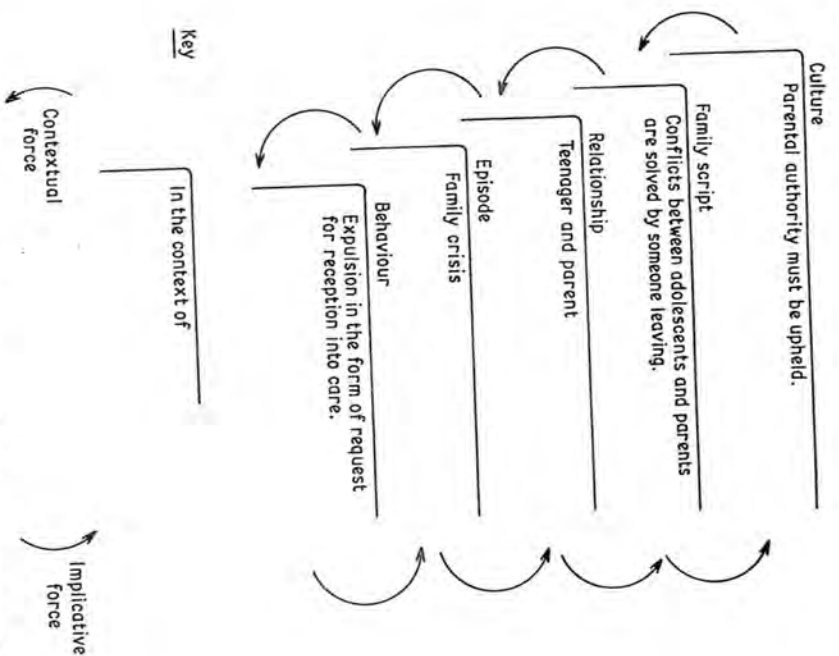 Culture
Parental authority must be upheld.
Family script
Conflicts between adolescents and parents
are solved by someone leaving.
Relationship
Teenager and parent
Episode
Family crisis
Behaviour
Expulsion in the form of request
for reception into care.
Key
In the context of
Contextual
force
Implicative
force